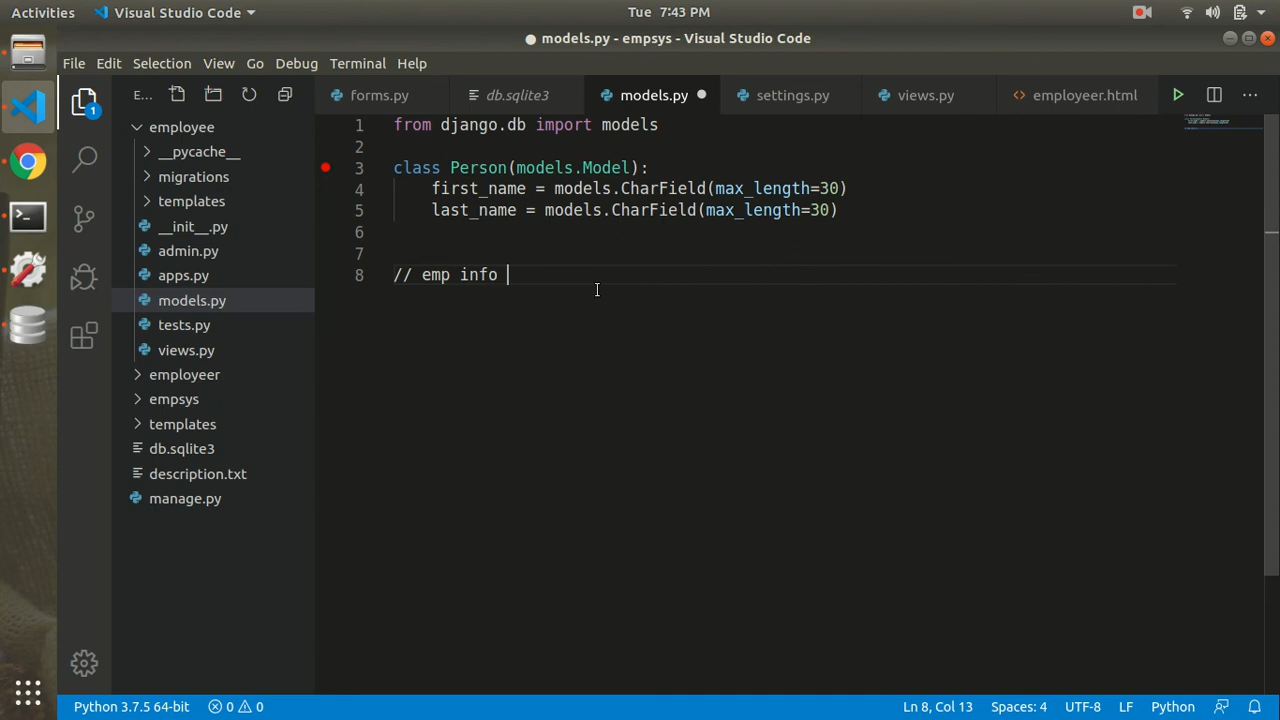 Activities Visual Studio Code Tue 7:43 PM
models.py - empsys - Visual Studio Code
File Edit Selection View Go Debug Terminal Help
1 E... forms.py db.sqlite3 models.py settings.py views.py employeer.html
employee
__pycache__
migrations
templates
__init__.py
admin.py
apps.py
models.py
tests.py
views.py
employeer
empsys
templates
db.sqlite3
description.txt
manage.py
1 from django.db import models
2
3 class Person(models.Model):
4 first_name = models.CharField(max_length=30)
5 last_name = models.CharField(max_length=30)
6
7
8 // emp info
Python 3.7.5 64-bit 0 0 Ln 8, Col 13 Spaces: 4 UTF-8 LF Python